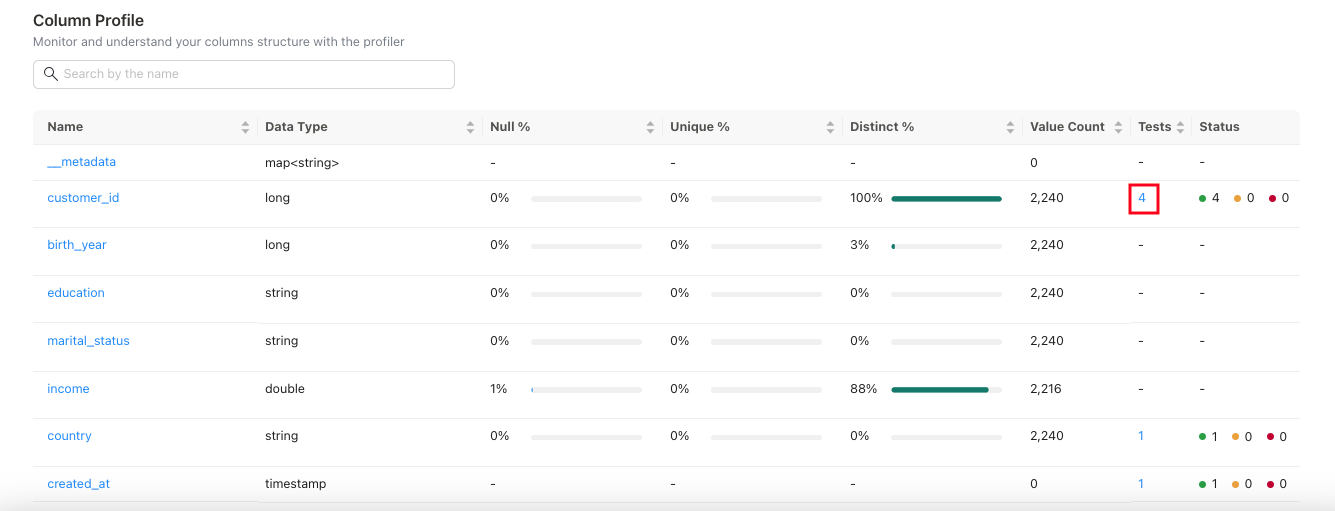 Column Profile
Monitor and understand your columns structure with the profiler
Search by the name
Name Data Type Null % Unique % Distinct % Value Count Tests Status
__metadata map<string> - - - 0 - -
customer_id long 0% 0% 100% 2,240 4 4 0 0
birth_year long 0% 0% 3% 2,240 - -
education string 0% 0% 0% 2,240 - -
marital_status string 0% 0% 0% 2,240 - -
income double 1% 0% 88% 2,216 - -
country string 0% 0% 0% 2,240 1 1 0 0
created_at timestamp - - - 0 1 1 0 0